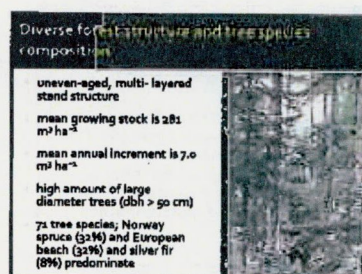 Diverse forest structure and tree species
composition
uneven-aged, multi- layered
stand structure
mean growing stock is 281
m³ ha⁻¹
mean annual increment is 7.0
m³ ha⁻¹
high amount of large
diameter trees (dbh > 50 cm)
71 tree species; Norway
spruce (32%) and European
beech (32%) and silver fir
(8%) predominate